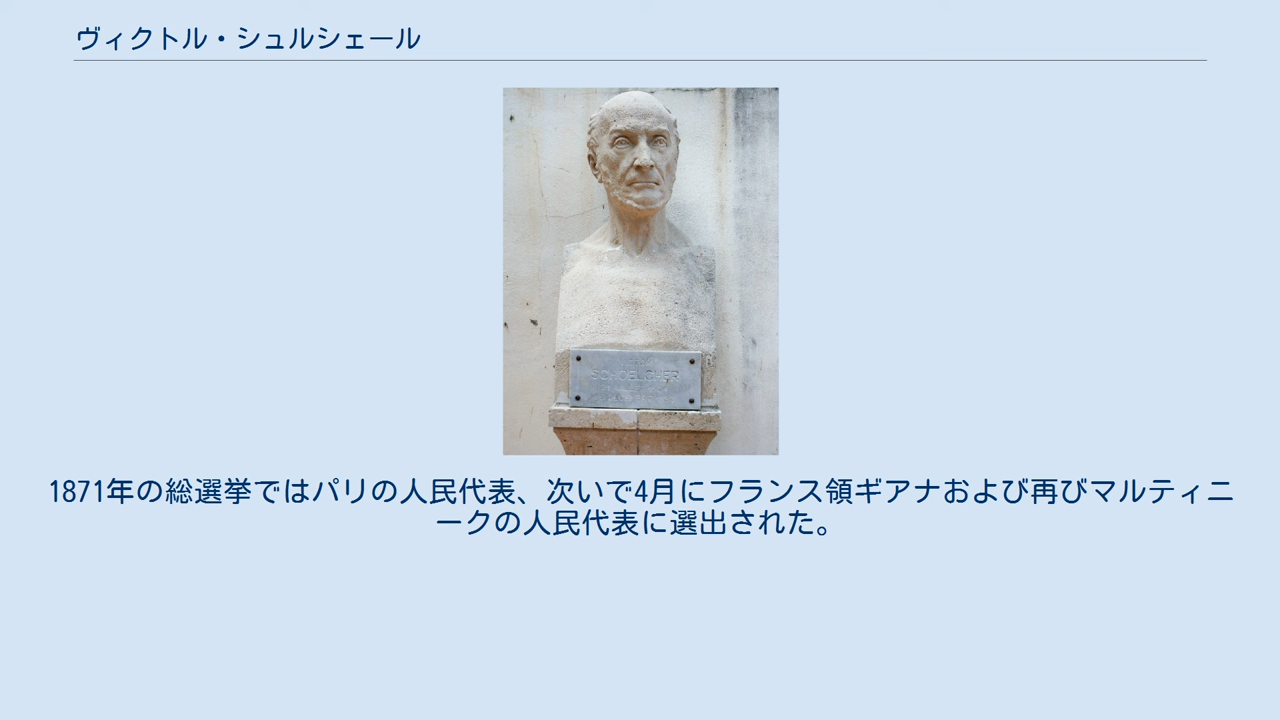 ヴィクトル・シュルシェール
SCHOELCHER
1871年の総選挙ではパリの人民代表、次いで4月にフランス領ギアナおよび再びマルティニ
ークの人民代表に選出された。